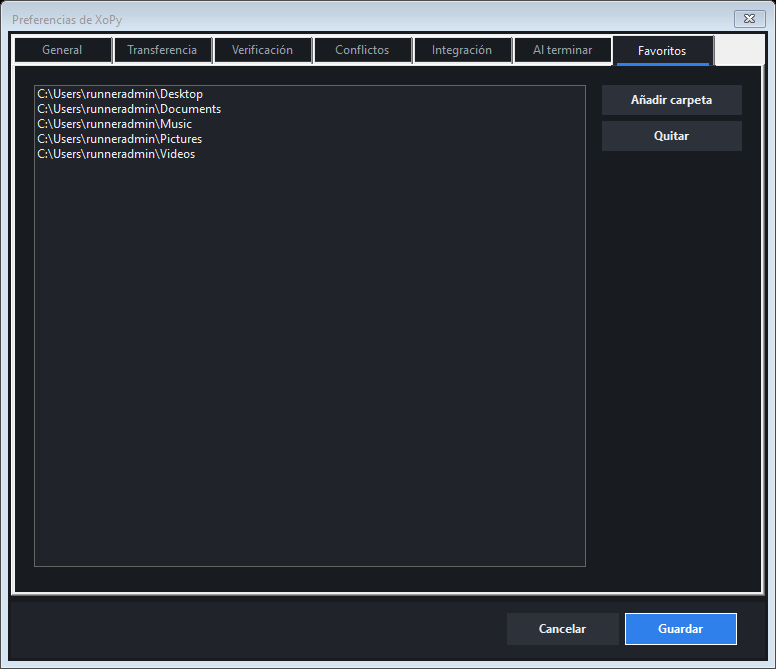 Preferencias de XoPy
General
Transferencia
Verificación
Conflictos
Integración
Al terminar
Favoritos
C:\Users\runneradmin\Desktop
C:\Users\runneradmin\Documents
C:\Users\runneradmin\Music
C:\Users\runneradmin\Pictures
C:\Users\runneradmin\Videos
Añadir carpeta
Quitar
Cancelar
Guardar